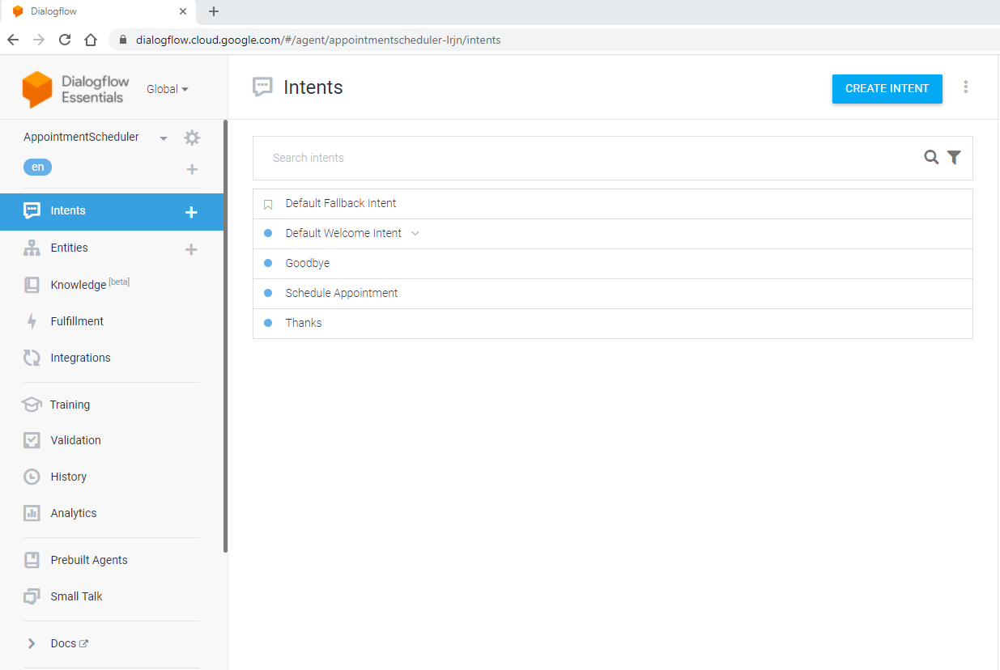 Dialogflow
dialogflow.cloud.google.com/#/agent/appointmentscheduler-lrjn/intents
Dialogflow
Essentials
Global
Intents
CREATE INTENT
AppointmentScheduler
en
Search intents
Intents
Entities
Knowledge [beta]
Fulfillment
Integrations
Training
Validation
History
Analytics
Prebuilt Agents
Small Talk
Docs
Default Fallback Intent
Default Welcome Intent
Goodbye
Schedule Appointment
Thanks